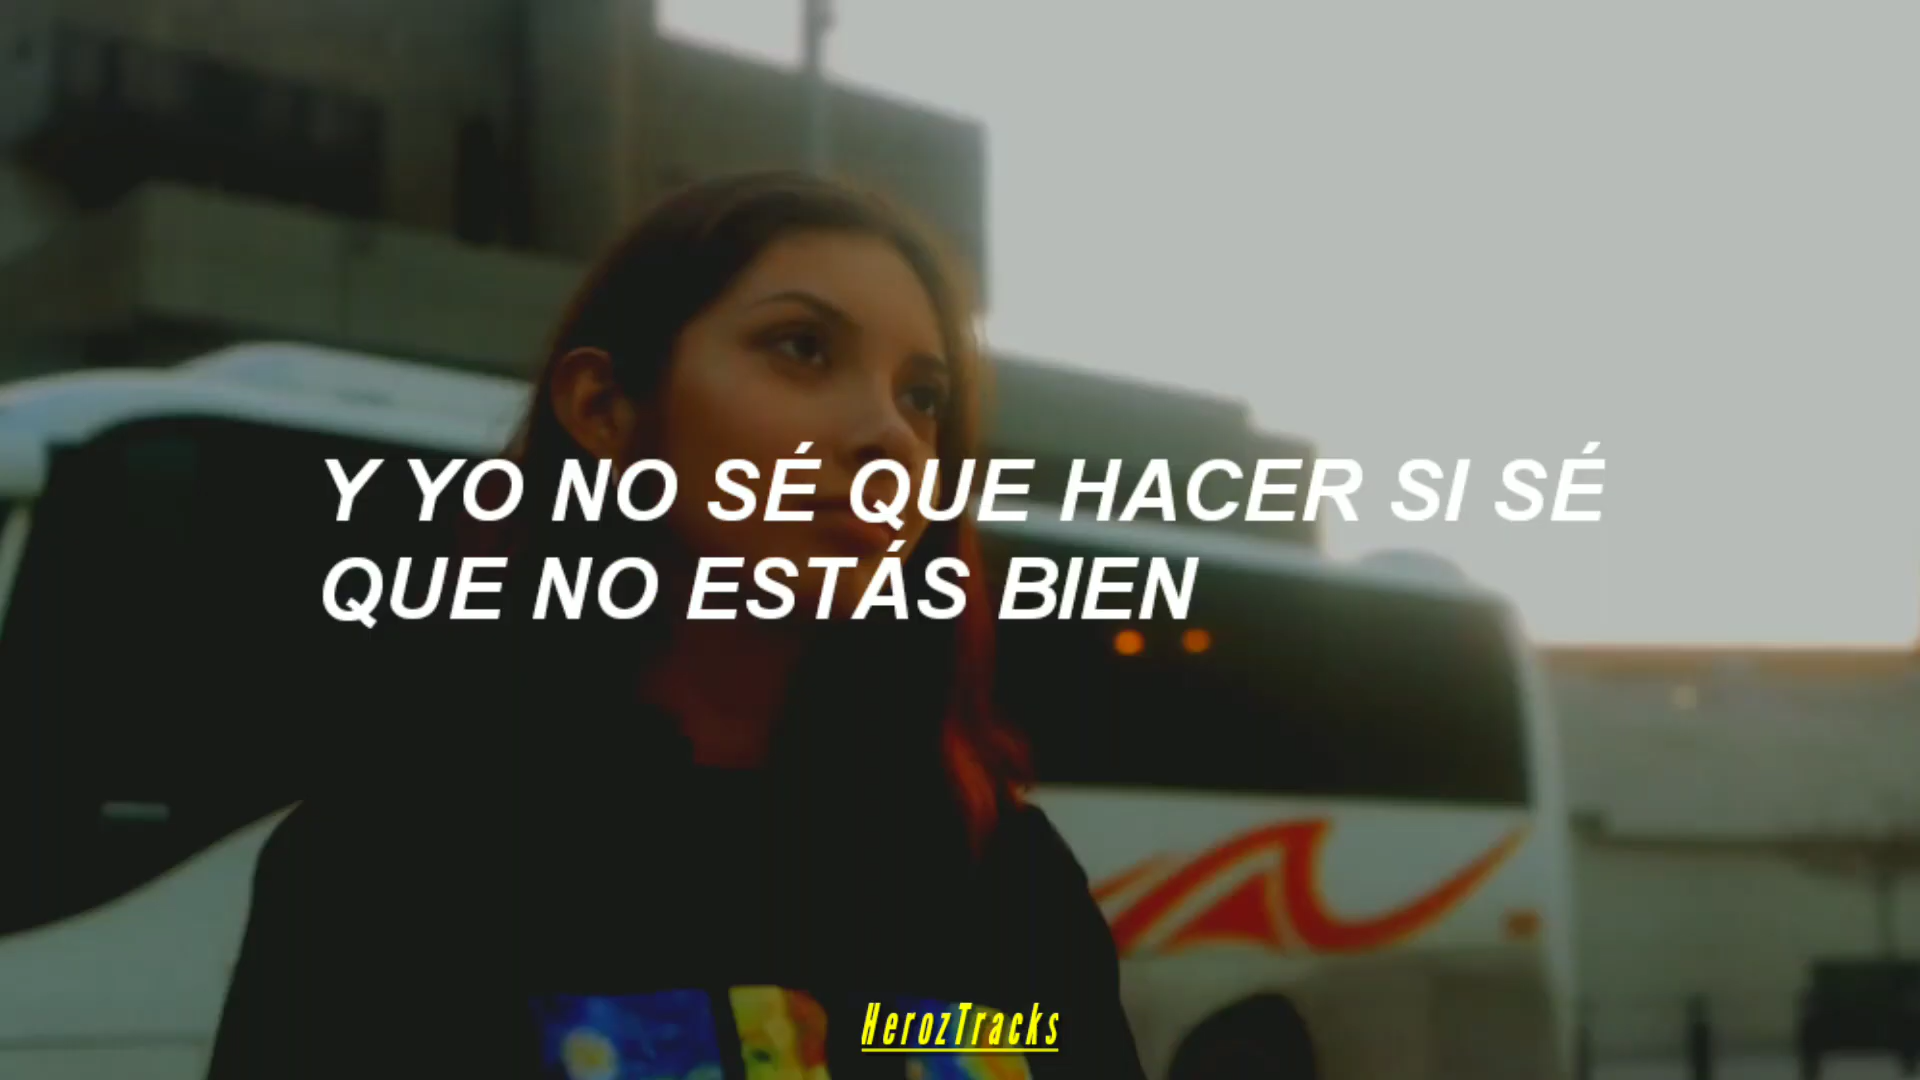 Y YO NO SÉ QUE HACER SI SÉ
QUE NO ESTÁS BIEN
HerozTracks